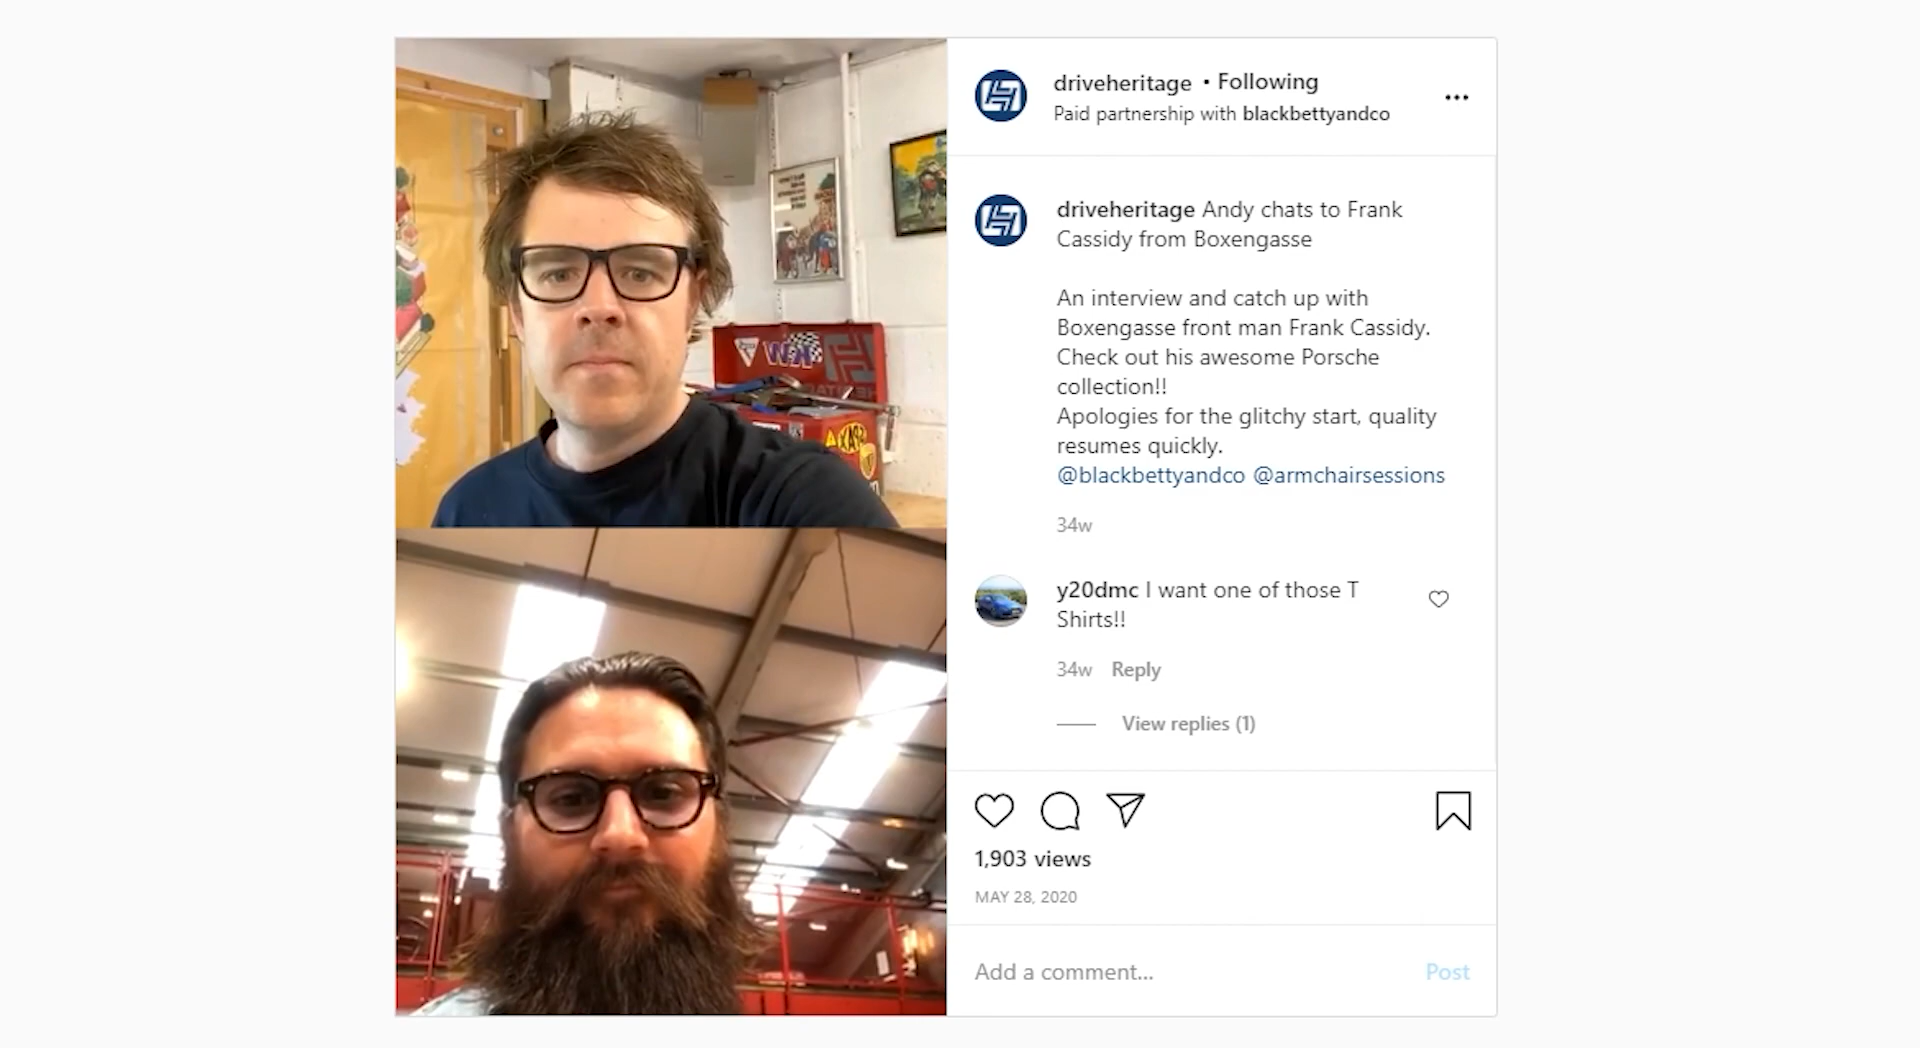 driveheritage • Following
Paid partnership with blackbettyandco
driveheritage Andy chats to Frank
Cassidy from Boxengasse
An interview and catch up with
Boxengasse front man Frank Cassidy.
Check out his awesome Porsche
collection!!
Apologies for the glitchy start, quality
resumes quickly.
@blackbettyandco @armchairsessions
34w
y20dmc I want one of those T
Shirts!!
34w Reply
View replies (1)
1,903 views
MAY 28, 2020
Add a comment...
Post